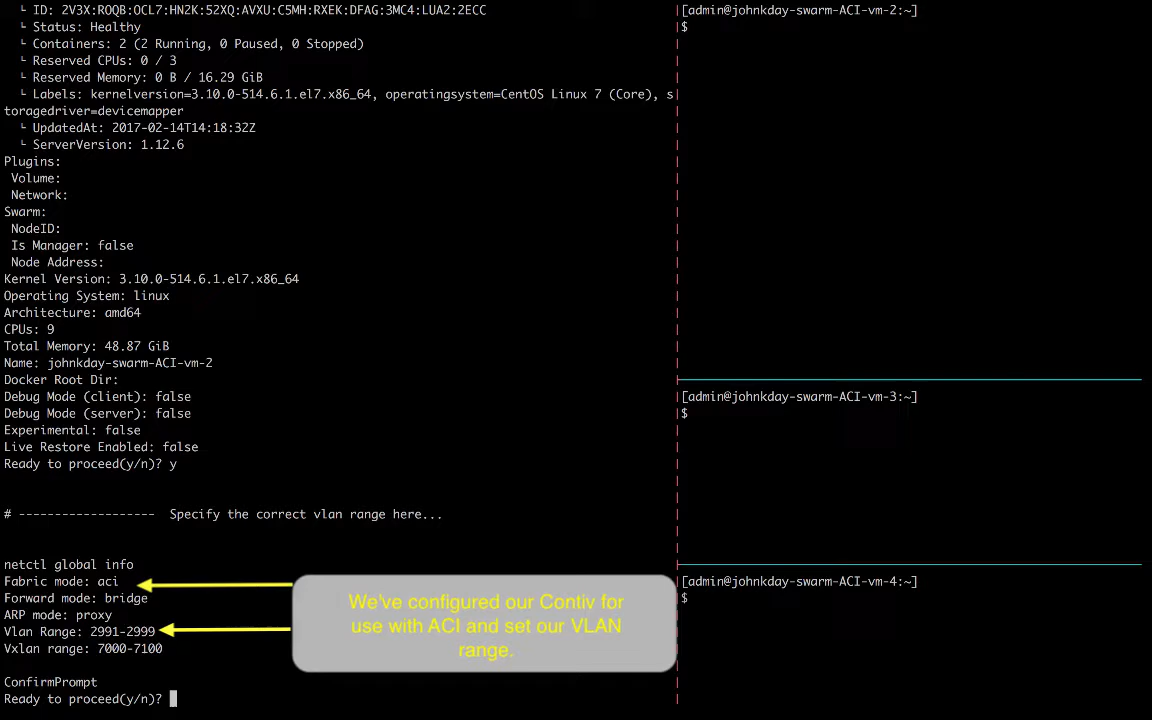 └ ID: 2V3X:ROQB:OCL7:HN2K:52XQ:AVXU:C5MH:RXEK:DFAG:3MC4:LUA2:2ECC
└ Status: Healthy
└ Containers: 2 (2 Running, 0 Paused, 0 Stopped)
└ Reserved CPUs: 0 / 3
└ Reserved Memory: 0 B / 16.29 GiB
└ Labels: kernelversion=3.10.0-514.6.1.el7.x86_64, operatingsystem=CentOS Linux 7 (Core), s
toragedriver=devicemapper
└ UpdatedAt: 2017-02-14T14:18:32Z
└ ServerVersion: 1.12.6
Plugins:
Volume:
Network:
Swarm:
NodeID:
Is Manager: false
Node Address:
Kernel Version: 3.10.0-514.6.1.el7.x86_64
Operating System: linux
Architecture: amd64
CPUs: 9
Total Memory: 48.87 GiB
Name: johnkday-swarm-ACI-vm-2
Docker Root Dir:
Debug Mode (client): false
Debug Mode (server): false
Experimental: false
Live Restore Enabled: false
Ready to proceed(y/n)? y
# -------------------  Specify the correct vlan range here...
netctl global info
Fabric mode: aci
Forward mode: bridge
ARP mode: proxy
Vlan Range: 2991-2999
Vxlan range: 7000-7100
ConfirmPrompt
Ready to proceed(y/n)?
We've configured our Contiv for
use with ACI and set our VLAN
range.
[admin@johnkday-swarm-ACI-vm-2:~]
$
[admin@johnkday-swarm-ACI-vm-3:~]
$
[admin@johnkday-swarm-ACI-vm-4:~]
$